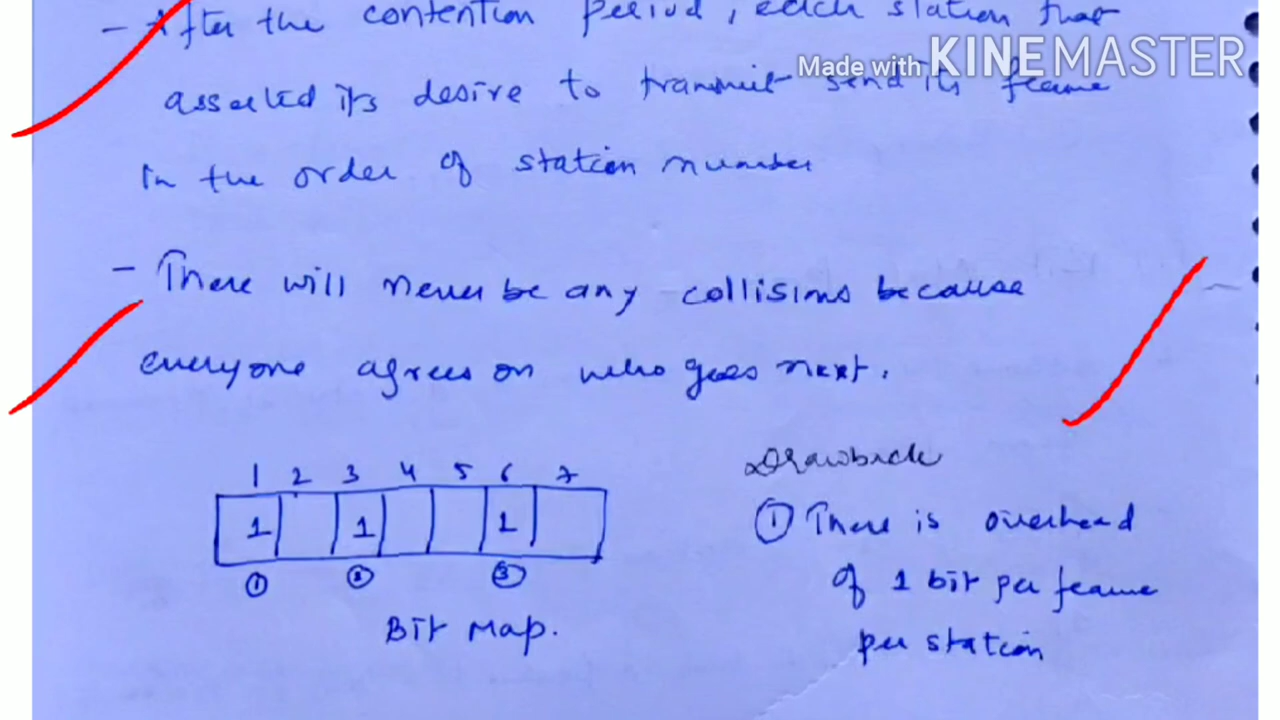 - After the contention period, each station that
Made with KINEMASTER
asserted its desire to transmit send its frame
in the order of station number
- There will never be any collisions because
everyone agrees on who goes next.
1 2 3 4 5 6 7
1 1 1
① ② ③
Bit Map.
Drawback
① There is overhead
of 1 bit per frame
per station